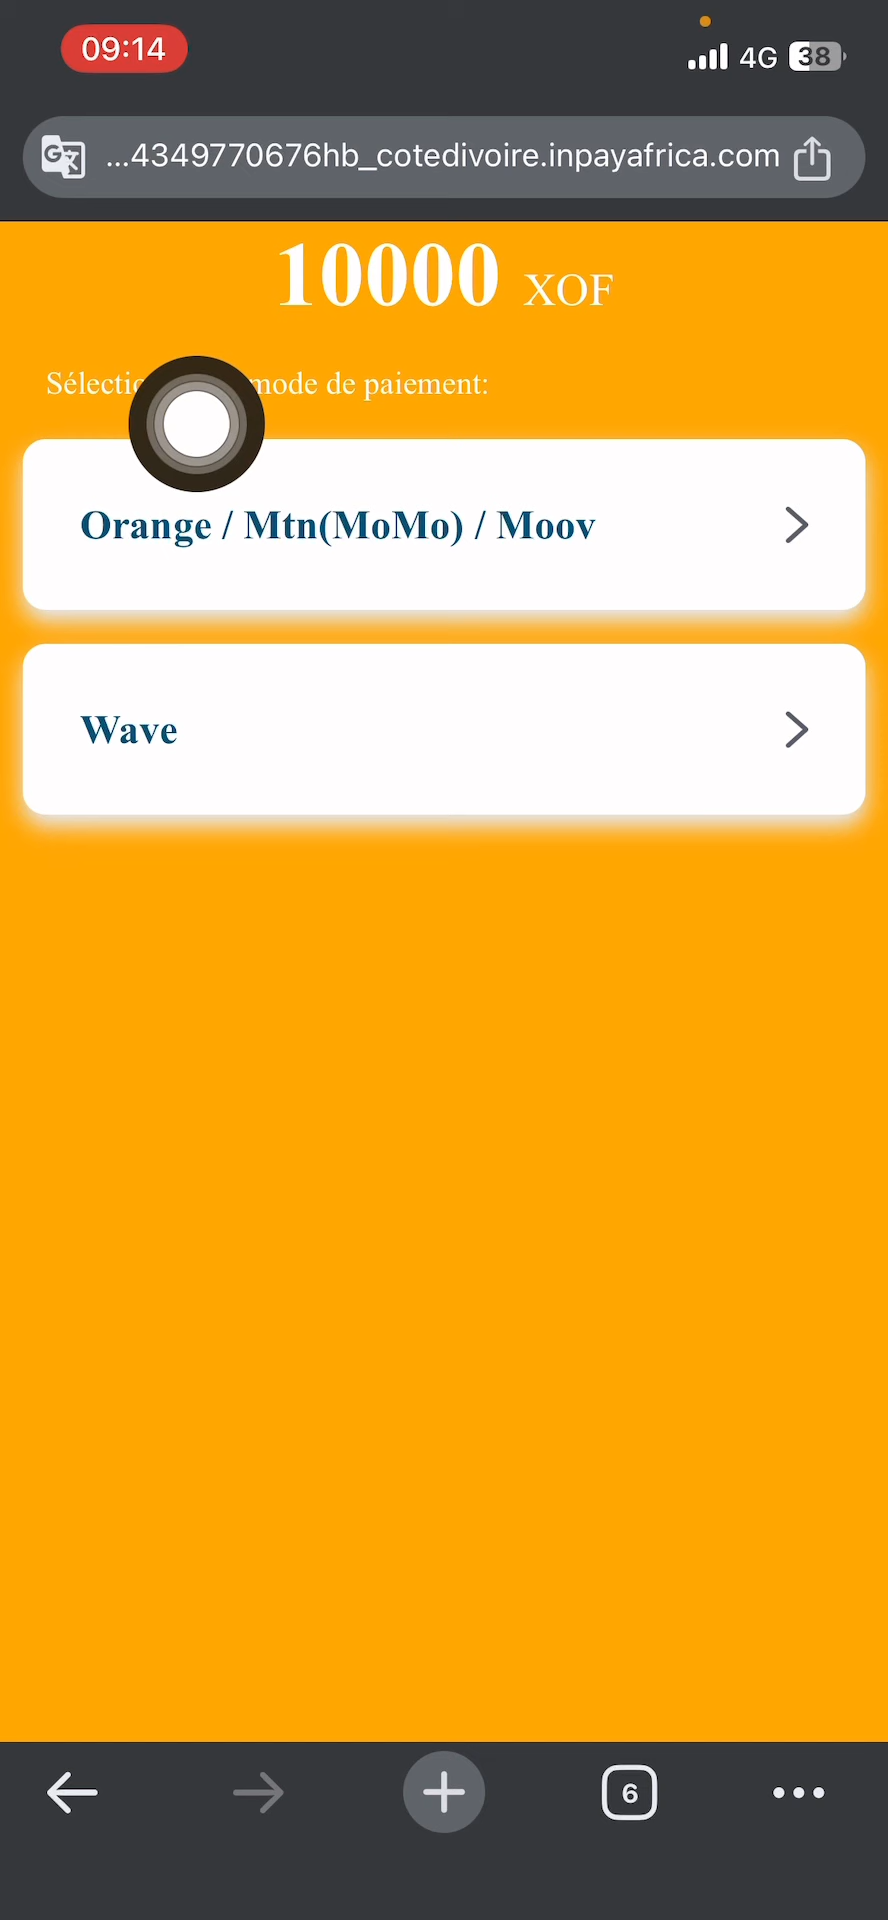 09:14
4G 38
...4349770676hb_cotedivoire.inpayafrica.com
10000 XOF
mode de paiement:
Orange / Mtn(MoMo) / Moov
Wave
6